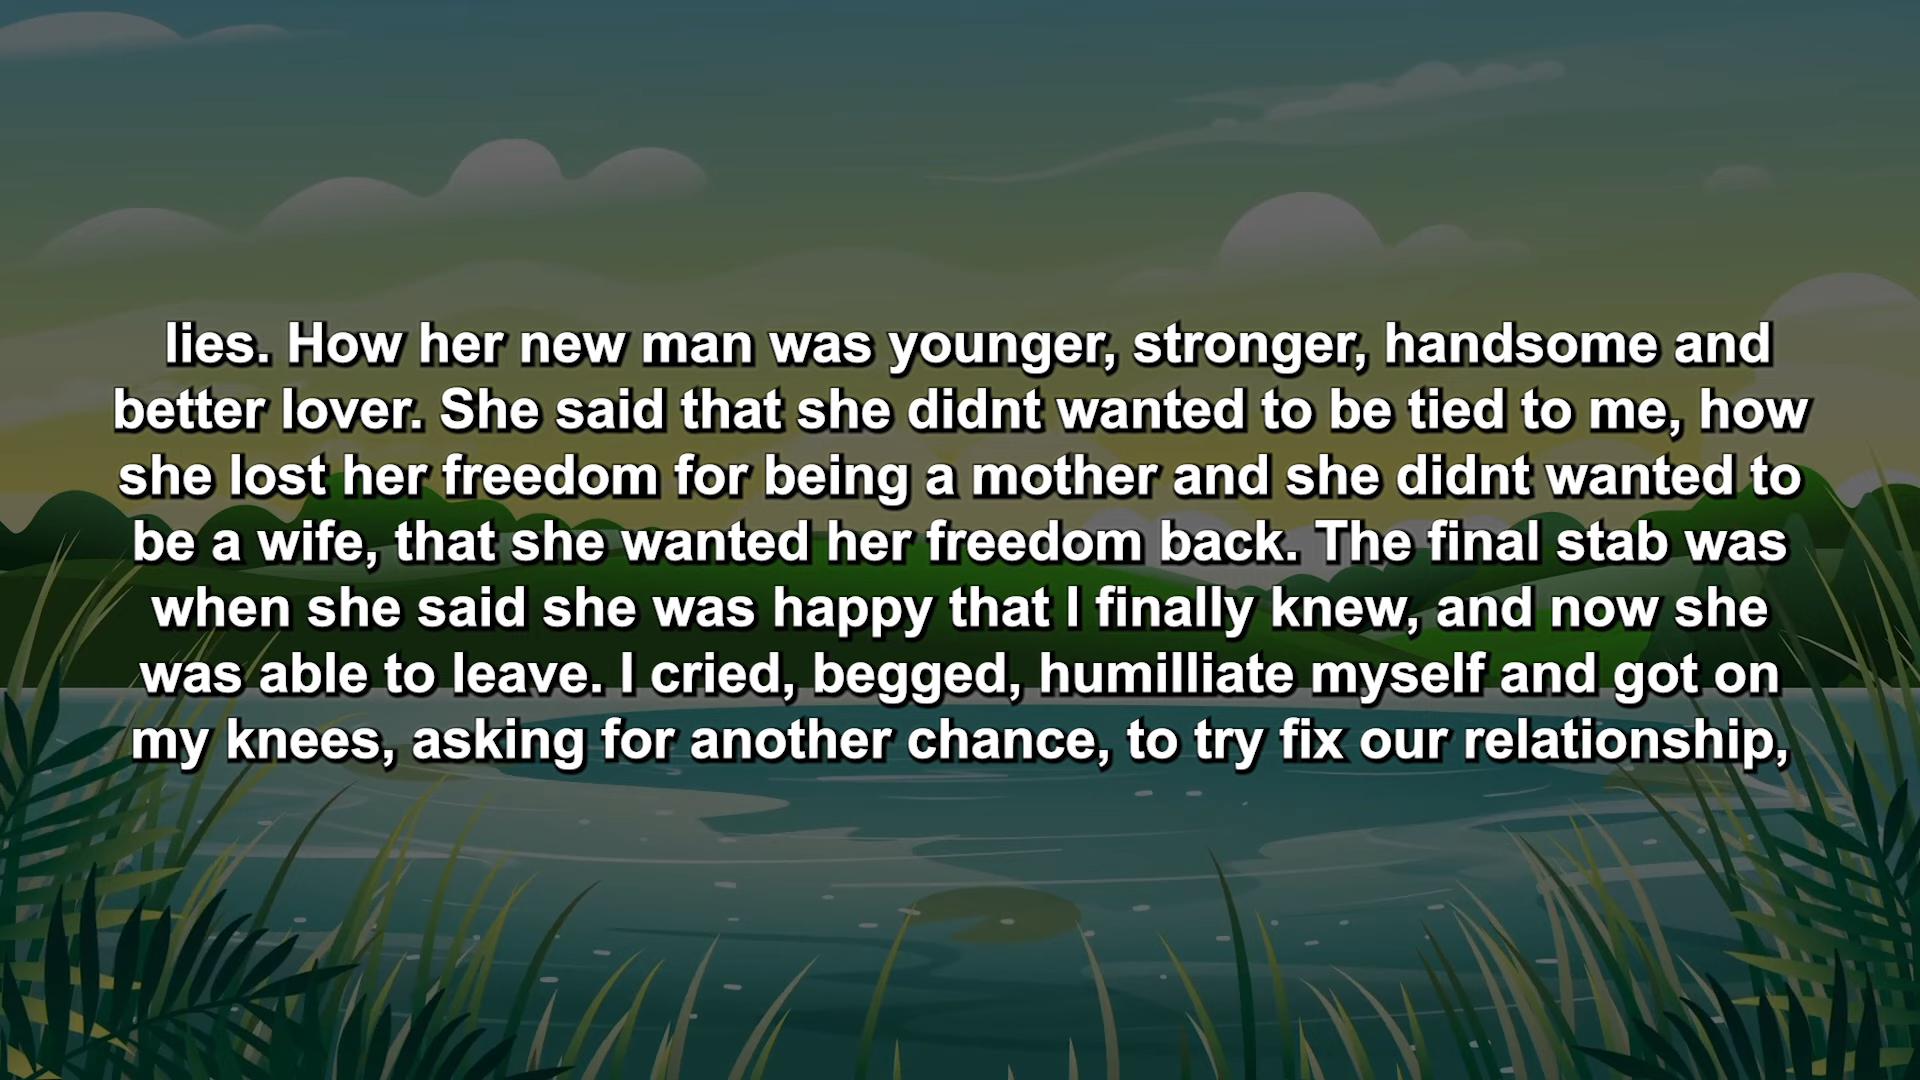 lies. How her new man was younger, stronger, handsome and
better lover. She said that she didnt wanted to be tied to me, how
she lost her freedom for being a mother and she didnt wanted to
be a wife, that she wanted her freedom back. The final stab was
when she said she was happy that I finally knew, and now she
was able to leave. I cried, begged, humilliate myself and got on
my knees, asking for another chance, to try fix our relationship,